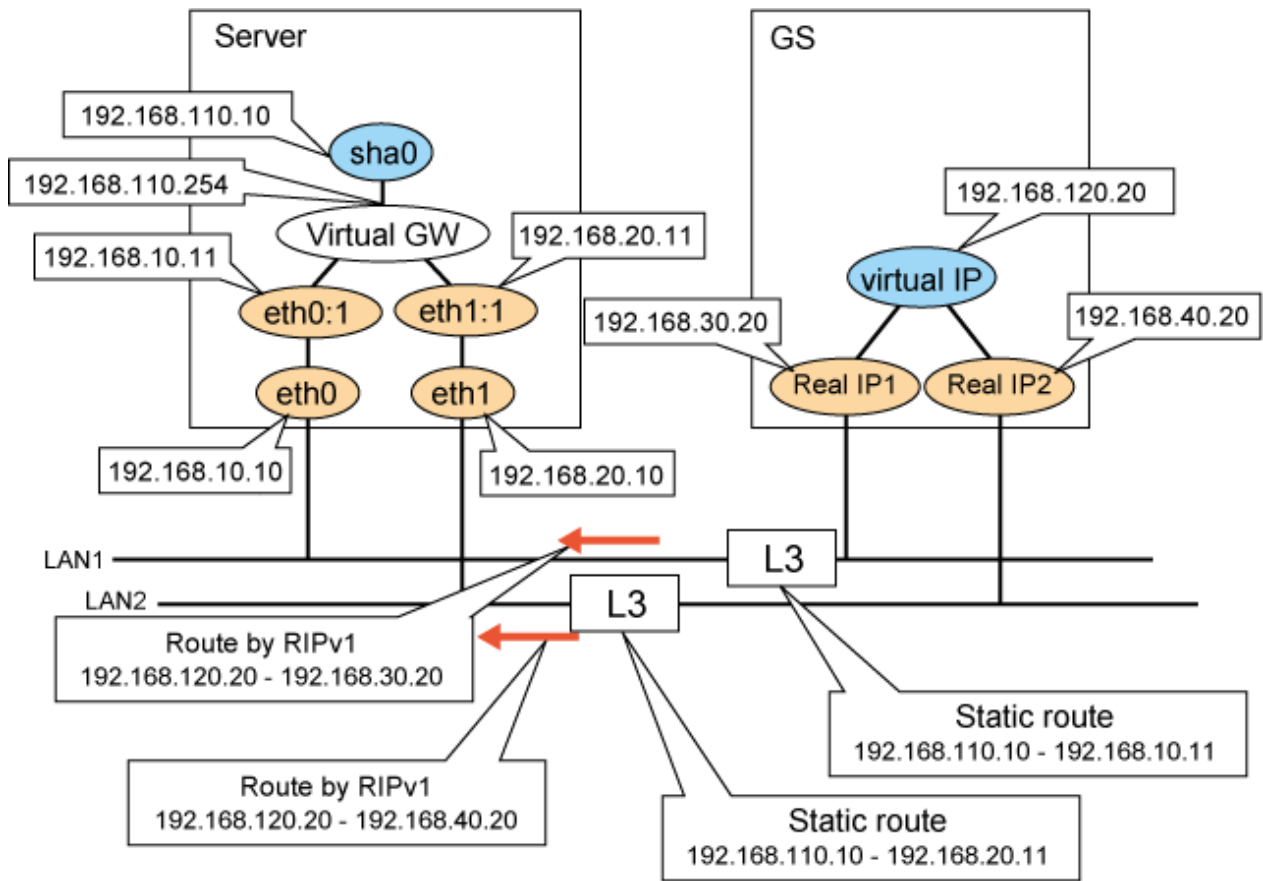 Server
GS
192.168.110.10
sha0
192.168.110.254
192.168.120.20
Virtual GW
192.168.20.11
192.168.10.11
virtual IP
eth0:1
eth1:1
192.168.30.20
192.168.40.20
eth0
eth1
Real IP1
Real IP2
192.168.10.10
192.168.20.10
LAN1
L3
LAN2
L3
Route by RIPv1
192.168.120.20 - 192.168.30.20
Static route
192.168.110.10 - 192.168.10.11
Route by RIPv1
192.168.120.20 - 192.168.40.20
Static route
192.168.110.10 - 192.168.20.11